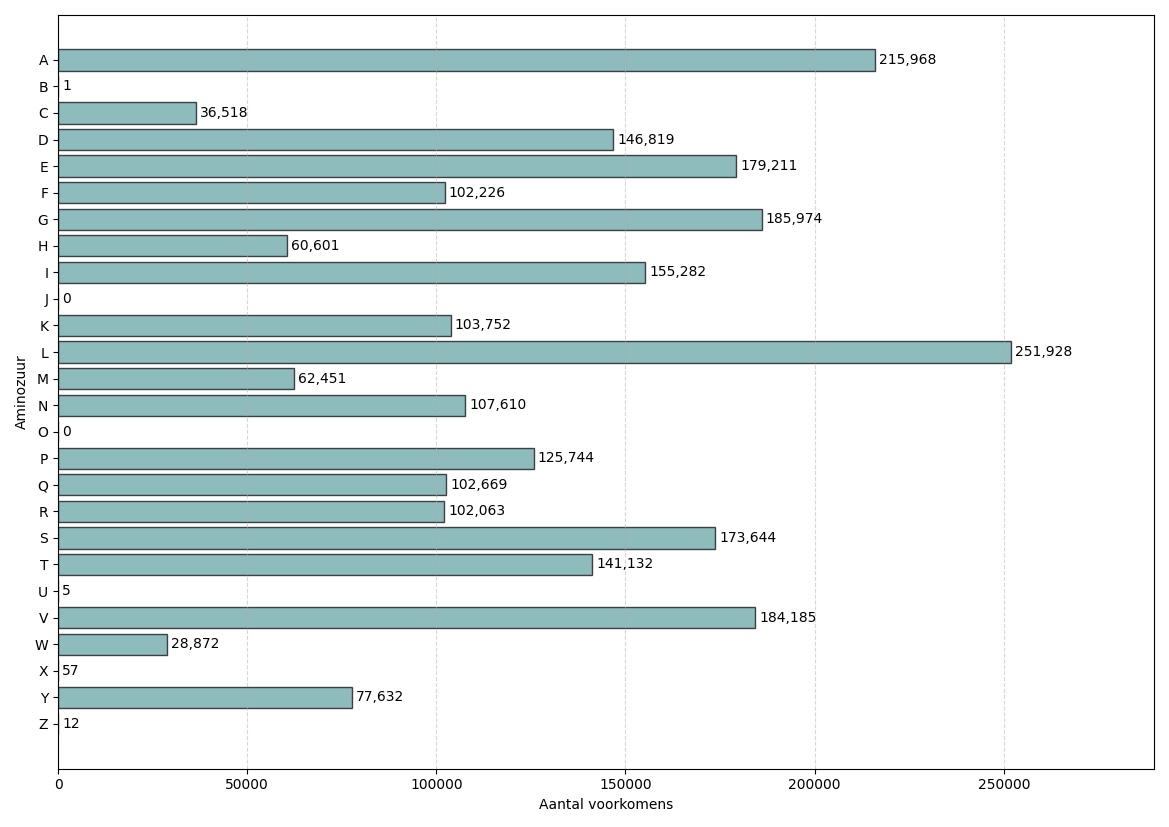 A 215,968
B 1
C 36,518
D 146,819
E 179,211
F 102,226
G 185,974
H 60,601
I 155,282
J 0
K 103,752
L 251,928
M 62,451
N 107,610
O 0
P 125,744
Q 102,669
R 102,063
S 173,644
T 141,132
U 5
V 184,185
W 28,872
X 57
Y 77,632
Z 12
Aminozuur
0 50000 100000 150000 200000 250000
Aantal voorkomens